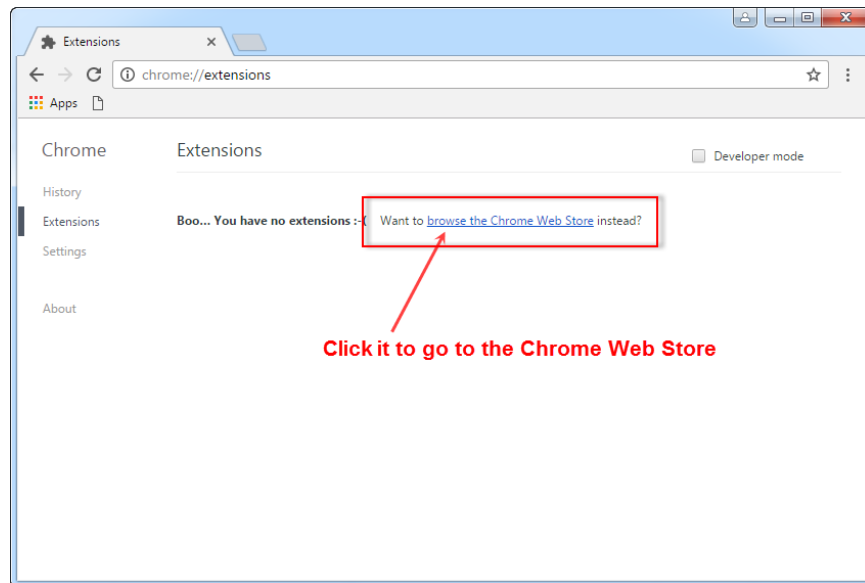 Extensions
chrome://extensions
Apps
Chrome
Extensions
Developer mode
History
Extensions
Boo... You have no extensions :-( Want to browse the Chrome Web Store instead?
Settings
About
Click it to go to the Chrome Web Store